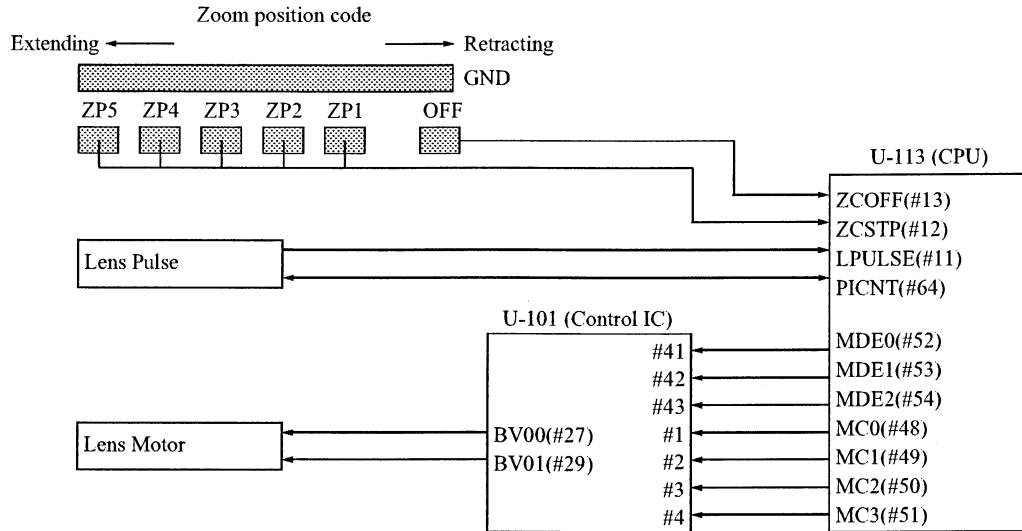 Zoom position code
Extending Retracting
GND
ZP5 ZP4 ZP3 ZP2 ZP1 OFF
U-113 (CPU)
ZCOFF(#13)
ZCSTP(#12)
Lens Pulse
LPULSE(#11)
PICNT(#64)
U-101 (Control IC)
#41 MDE0(#52)
#42 MDE1(#53)
#43 MDE2(#54)
Lens Motor
BV00(#27) #1 MC0(#48)
BV01(#29) #2 MC1(#49)
#3 MC2(#50)
#4 MC3(#51)